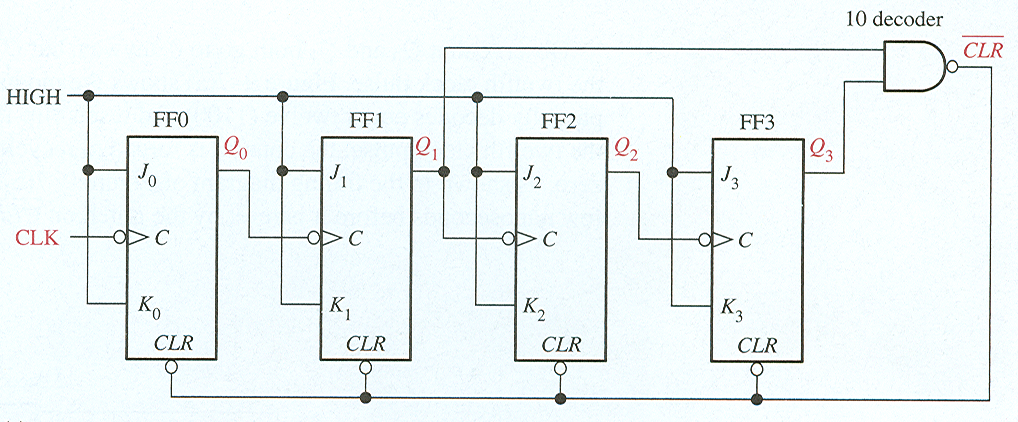 10 decoder
CLR
HIGH
FF0 FF1 FF2 FF3
Q0 Q1 Q2 Q3
J0 J1 J2 J3
CLK C C C C
K0 K1 K2 K3
CLR CLR CLR CLR